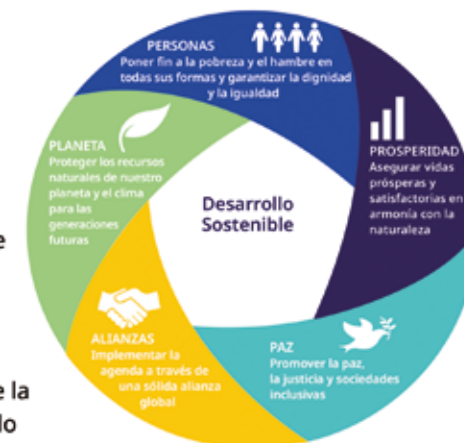 PERSONAS
Poner fin a la pobreza y el hambre en
todas sus formas y garantizar la dignidad
y la igualdad
PROSPERIDAD
Asegurar vidas
prósperas y
satisfactorias en
armonía con la
naturaleza
PLANETA
Proteger los recursos
naturales de nuestro
planeta y el clima
para las
generaciones
futuras
Desarrollo
Sostenible
ALIANZAS
Implementar la
agenda a través de
una sólida alianza
global
PAZ
Promover la paz,
la justicia y sociedades
inclusivas
e
e la
do